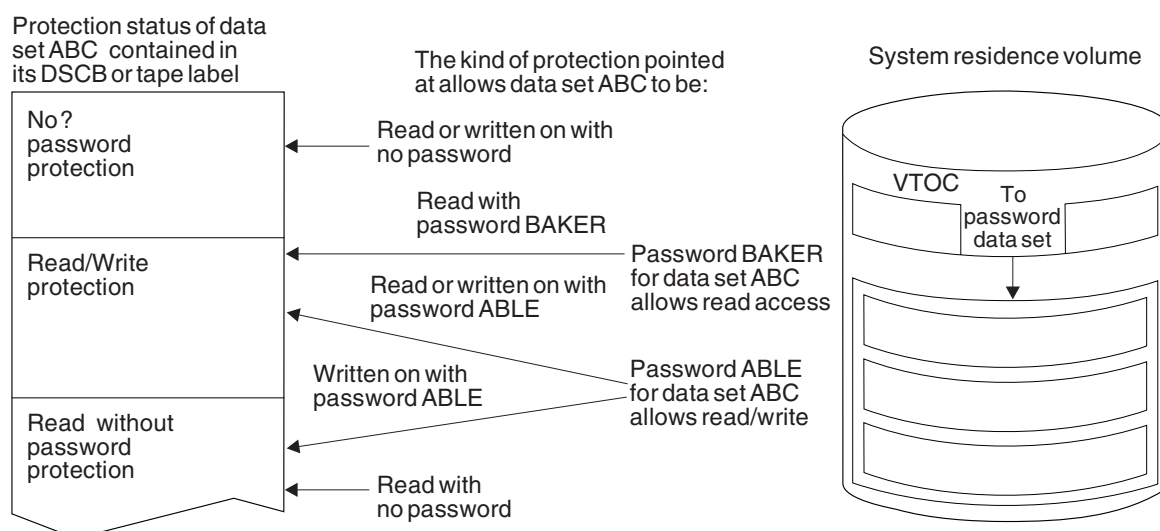 Protection status of data
set ABC contained in
its DSCB or tape label
The kind of protection pointed
at allows data set ABC to be:
System residence volume
No?
password
protection
Read or written on with
no password
Read with
password BAKER
Read/Write
protection
Password BAKER
for data set ABC
allows read access
Read or written on with
password ABLE
Written on with
password ABLE
Password ABLE
for data set ABC
allows read/write
Read without
password
protection
Read with
no password
VTOC
To
password
data set